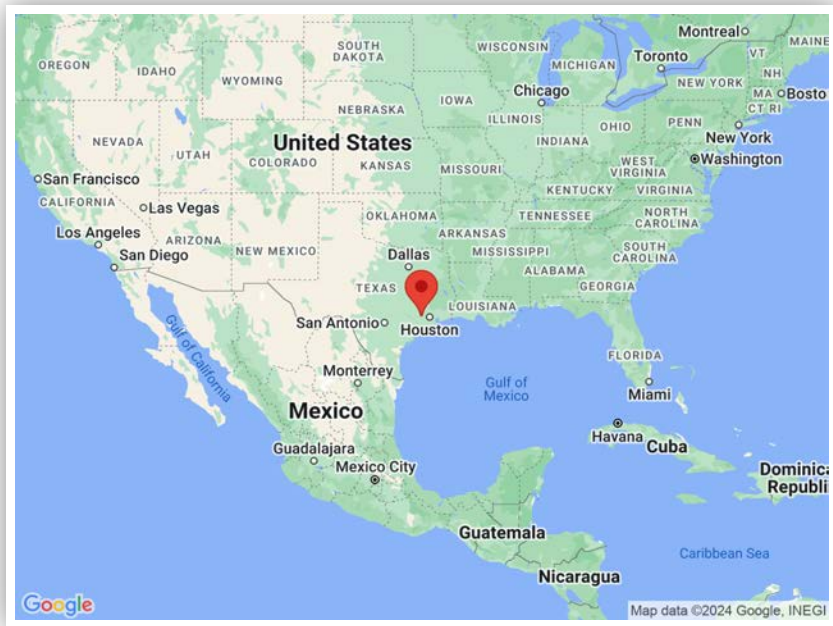 Montreal
MAINE
OREGON
IDAHO
WYOMING
SOUTH
DAKOTA
WISCONSIN
MICHIGAN
Toronto
VT
NH
NEW YORK
MA
Bosto
CT RI
NEBRASKA
IOWA
Chicago
ILLINOIS
INDIANA
OHIO
PENN
New York
NEVADA
UTAH
COLORADO
United States
KANSAS
MISSOURI
WEST
VIRGINIA
Washington
KENTUCKY
VIRGINIA
San Francisco
CALIFORNIA
Las Vegas
OKLAHOMA
ARKANSAS
TENNESSEE
NORTH
CAROLINA
Los Angeles
ARIZONA
NEW MEXICO
Dallas
MISSISSIPPI
SOUTH
CAROLINA
San Diego
TEXAS
LOUISIANA
ALABAMA
GEORGIA
San Antonio
Houston
Gulf of California
Monterrey
Gulf of
Mexico
FLORIDA
Miami
Mexico
Havana
Cuba
Guadalajara
Mexico City
Dominica
Republi
Guatemala
Caribbean Sea
Nicaragua
Google
Map data ©2024 Google, INEGI